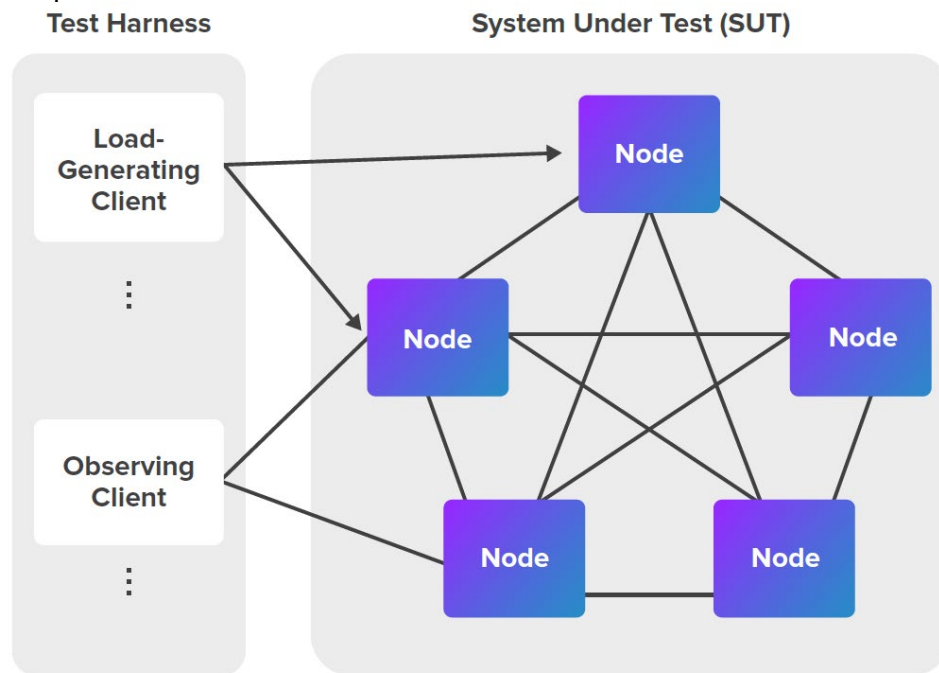 Test Harness
System Under Test (SUT)
Load-
Generating
Client
Observing
Client
Node
Node
Node
Node
Node